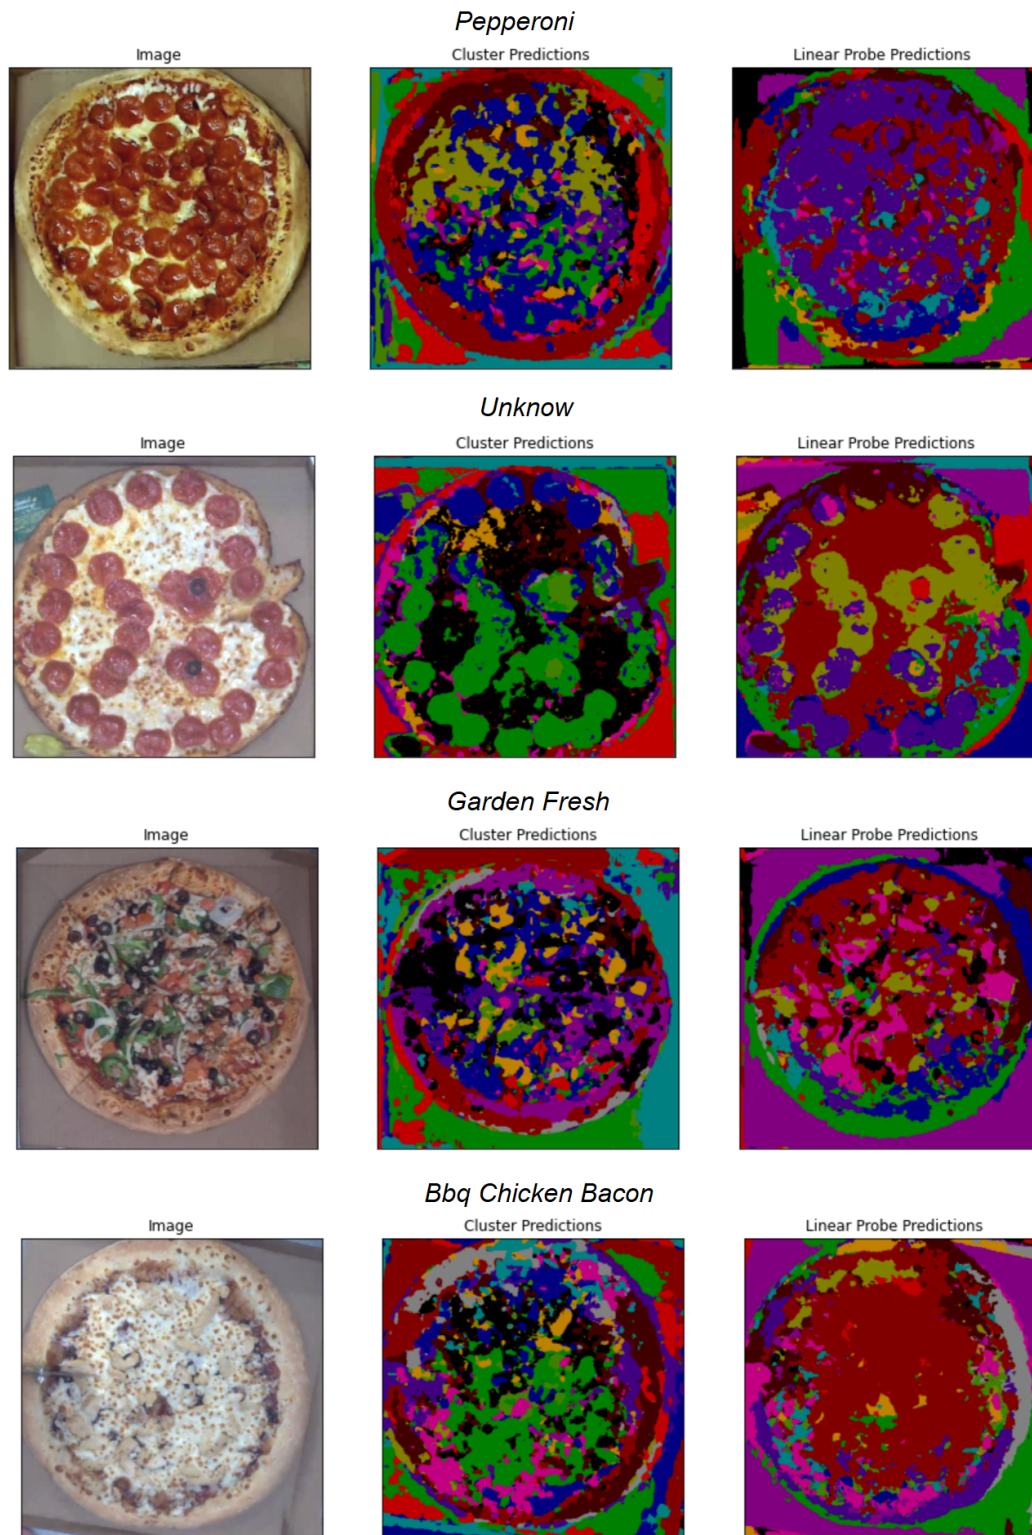 Pepperoni
Image
Cluster Predictions
Linear Probe Predictions
Unknow
Image
Cluster Predictions
Linear Probe Predictions
Garden Fresh
Image
Cluster Predictions
Linear Probe Predictions
Bbq Chicken Bacon
Image
Cluster Predictions
Linear Probe Predictions